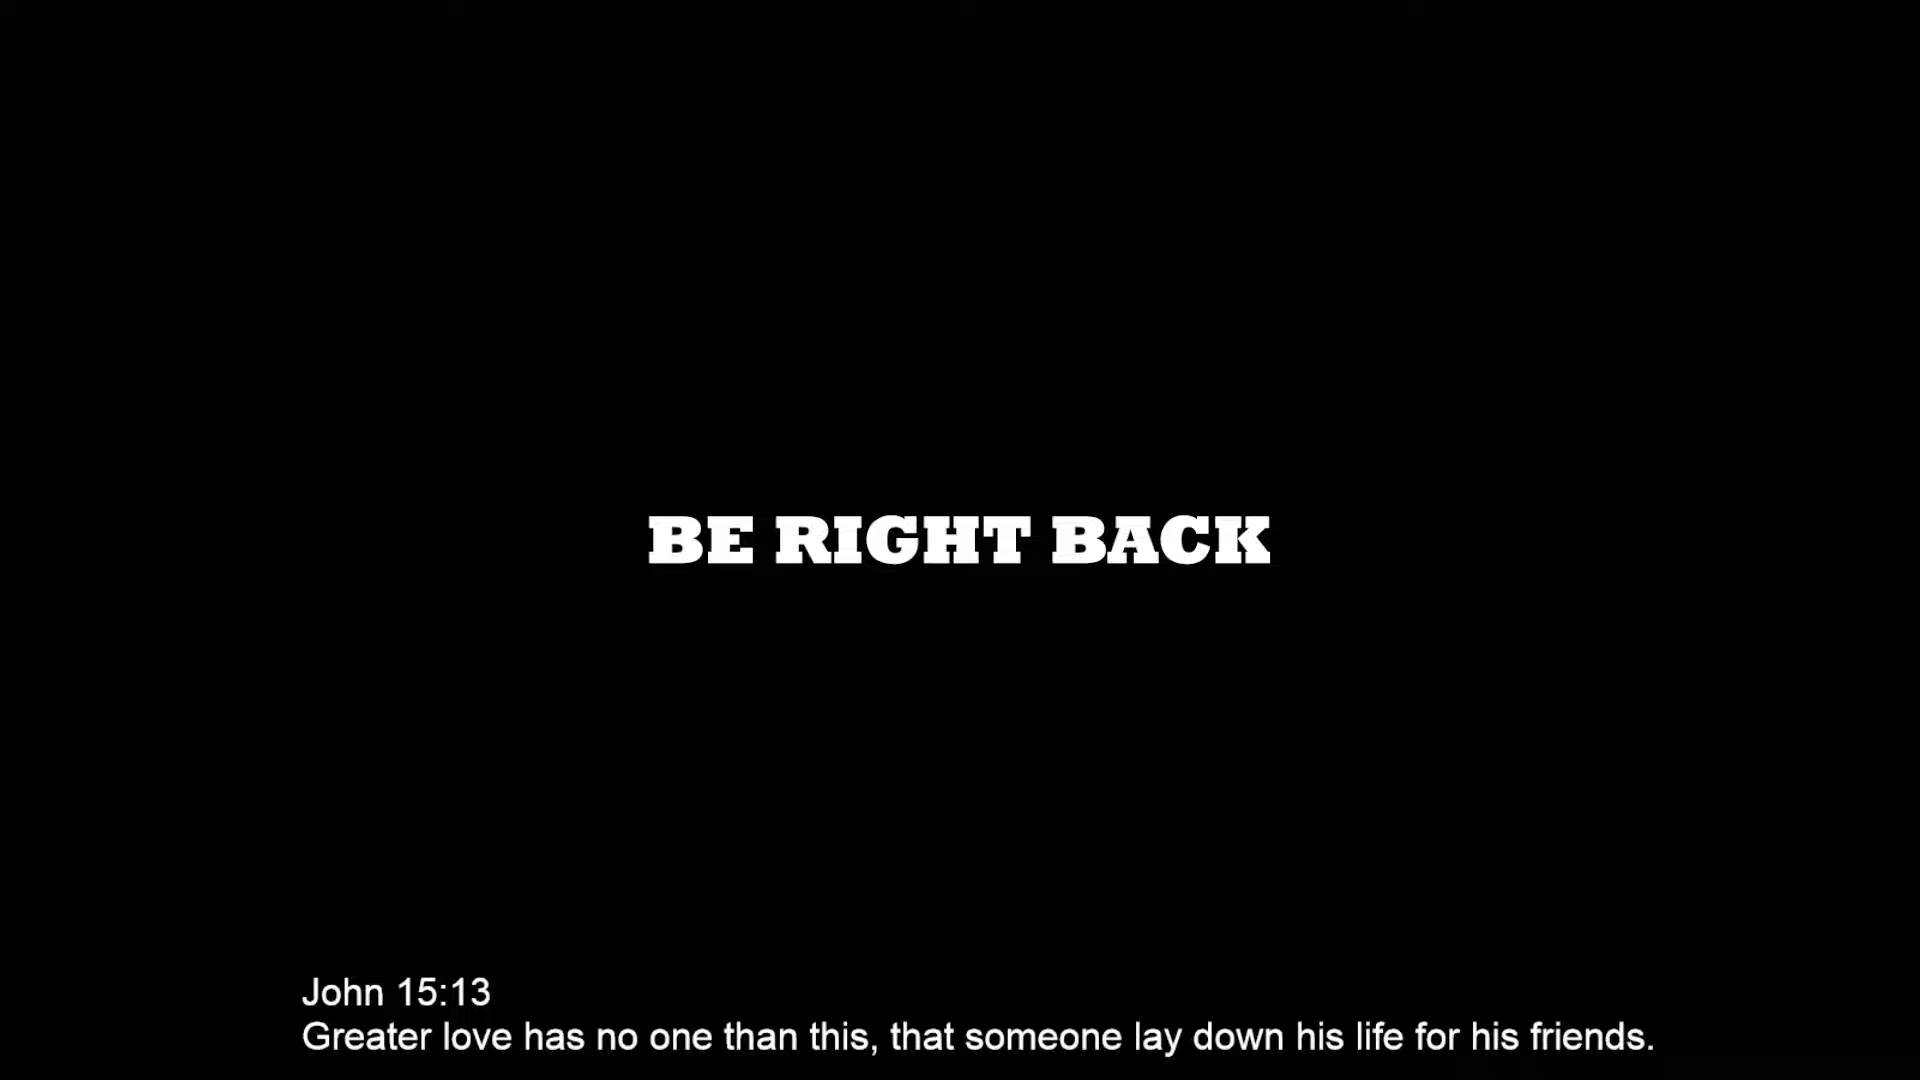 BE RIGHT BACK
John 15:13
Greater love has no one than this, that someone lay down his life for his friends.